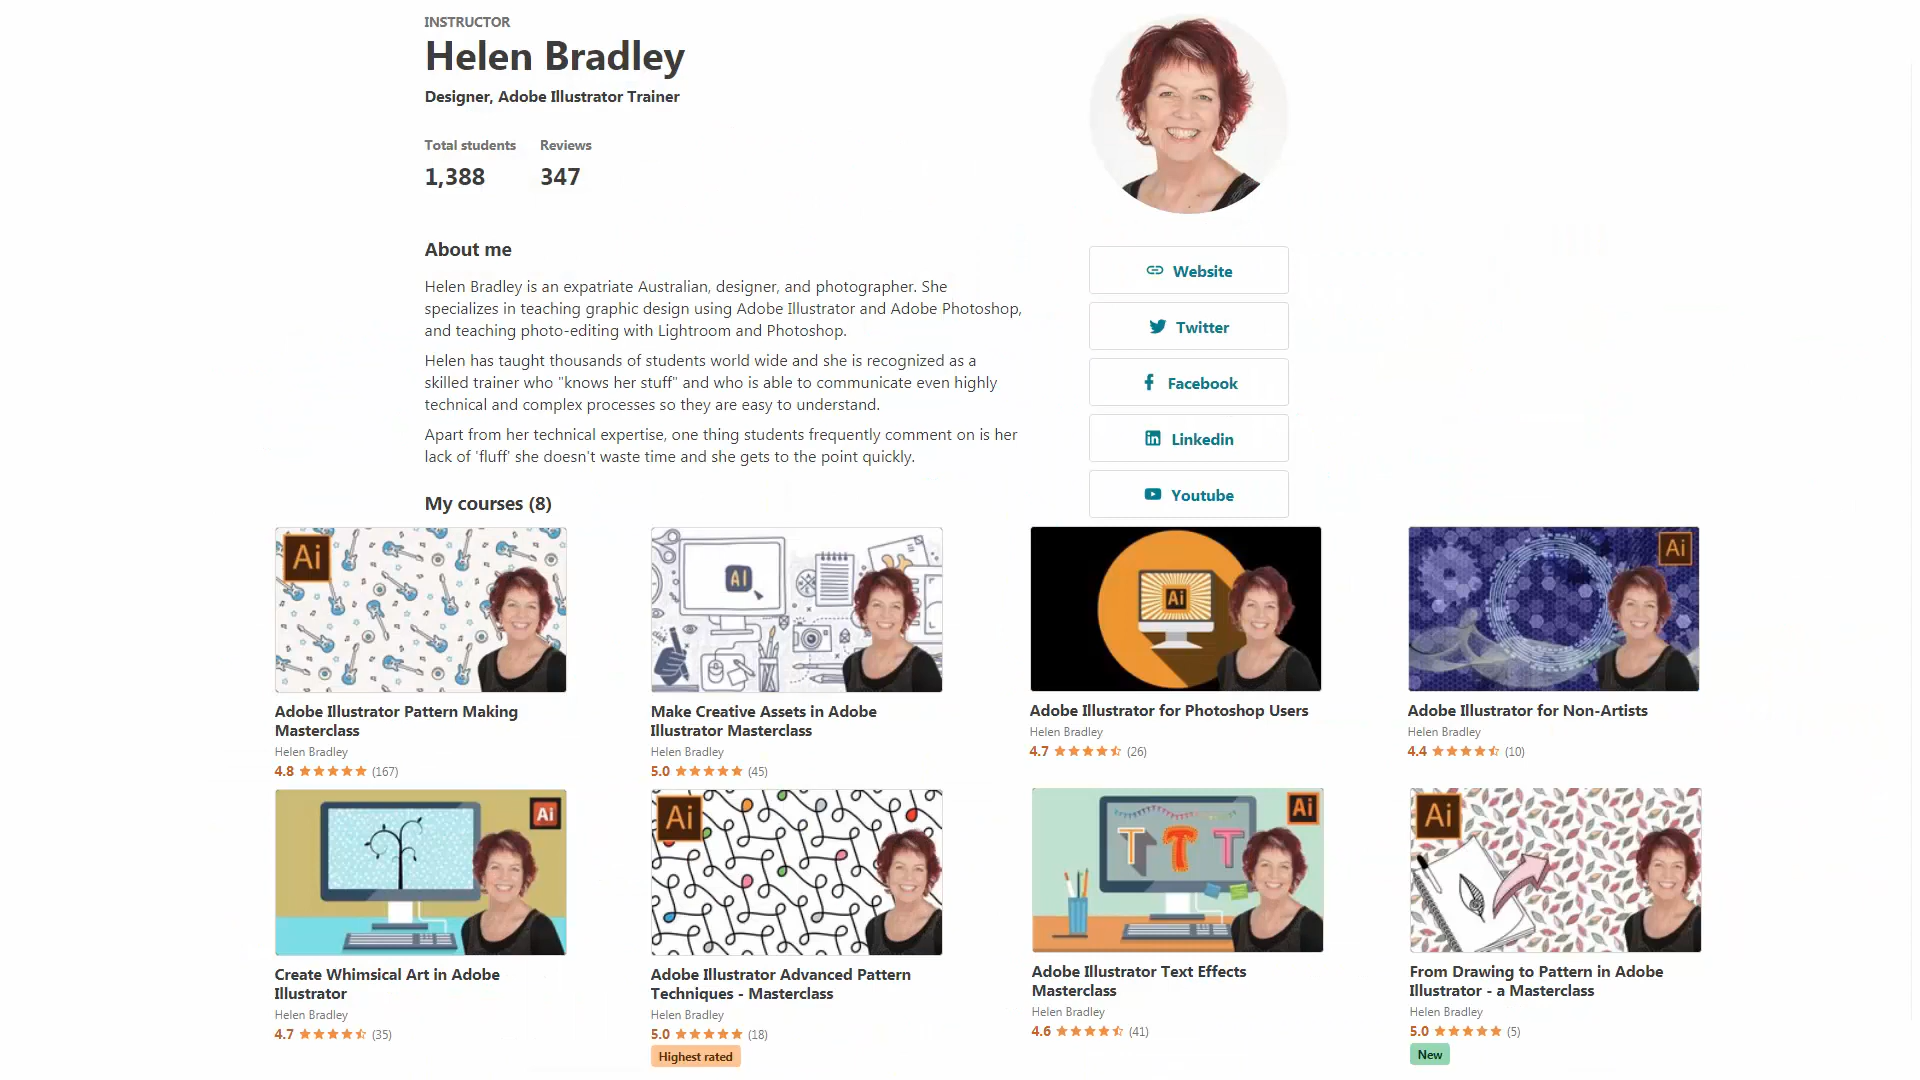 INSTRUCTOR
Helen Bradley
Designer, Adobe Illustrator Trainer
Total students Reviews
1,388 347
About me
Helen Bradley is an expatriate Australian, designer, and photographer. She
specializes in teaching graphic design using Adobe Illustrator and Adobe Photoshop,
and teaching photo-editing with Lightroom and Photoshop.
Helen has taught thousands of students world wide and she is recognized as a
skilled trainer who "knows her stuff" and who is able to communicate even highly
technical and complex processes so they are easy to understand.
Apart from her technical expertise, one thing students frequently comment on is her
lack of 'fluff' she doesn't waste time and she gets to the point quickly.
Website
Twitter
Facebook
Linkedin
Youtube
My courses (8)
Ai
Adobe Illustrator Pattern Making
Masterclass
Helen Bradley
4.8 (167)
AI
Make Creative Assets in Adobe
Illustrator Masterclass
Helen Bradley
5.0 (45)
Ai
Adobe Illustrator for Photoshop Users
Helen Bradley
4.7 (26)
Ai
Adobe Illustrator for Non-Artists
Helen Bradley
4.4 (10)
Ai
Create Whimsical Art in Adobe
Illustrator
Helen Bradley
4.7 (35)
Ai
Adobe Illustrator Advanced Pattern
Techniques - Masterclass
Helen Bradley
5.0 (18)
Highest rated
Ai
T T T
Adobe Illustrator Text Effects
Masterclass
Helen Bradley
4.6 (41)
Ai
From Drawing to Pattern in Adobe
Illustrator - a Masterclass
Helen Bradley
5.0 (5)
New